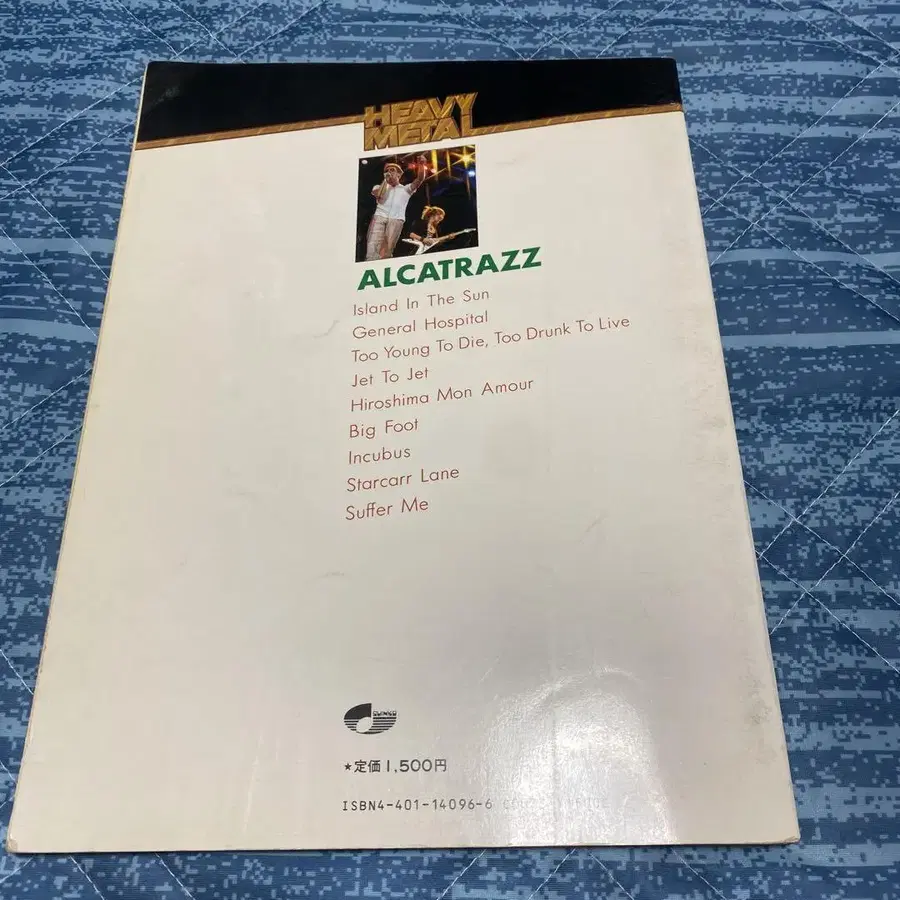 HEAVY
METAL
ALCATRAZZ
Island In The Sun
General Hospital
Too Young To Die, Too Drunk To Live
Jet To Jet
Hiroshima Mon Amour
Big Foot
Incubus
Starcarr Lane
Suffer Me
★定価1,500円
ISBN4-401-14096-6